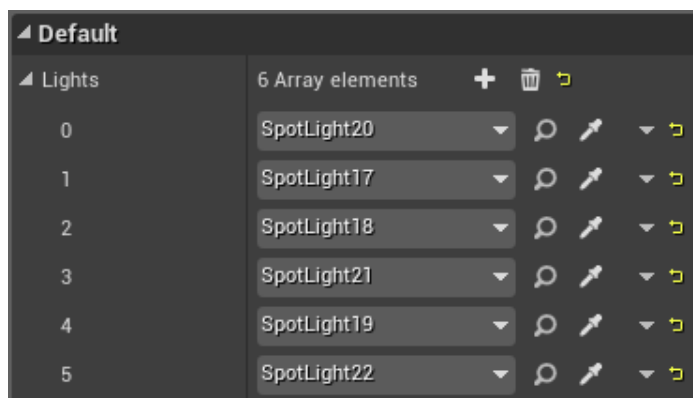 Default
Lights 6 Array elements
0 SpotLight20
1 SpotLight17
2 SpotLight18
3 SpotLight21
4 SpotLight19
5 SpotLight22